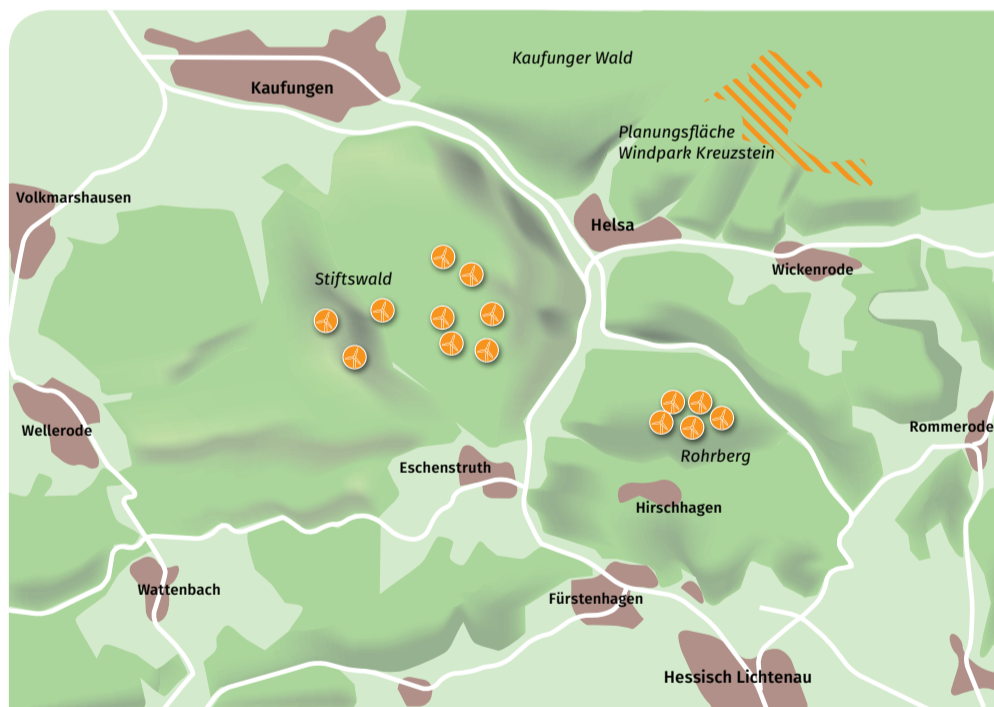 Kaufunger Wald
Kaufungen
Planungsfläche
Windpark Kreuzstein
Volkmarshausen
Helsa
Wickenrode
Stiftswald
Wellerode
Rommerode
Rohrberg
Eschenstruth
Hirschhagen
Wattenbach
Fürstenhagen
Hessisch Lichtenau